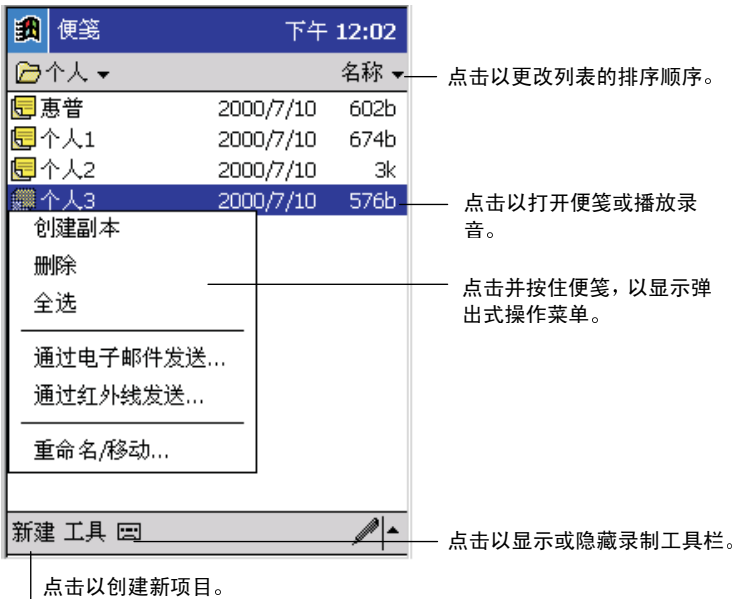 便笺 下午 12:02
个人 名称
点击以更改列表的排序顺序。
惠普 2000/7/10 602b
个人1 2000/7/10 674b
个人2 2000/7/10 3k
个人3 2000/7/10 576b
点击以打开便笺或播放录
音。
创建副本
删除
全选
点击并按住便笺,以显示弹
出式操作菜单。
通过电子邮件发送...
通过红外线发送...
重命名/移动...
新建 工具
点击以显示或隐藏录制工具栏。
点击以创建新项目。